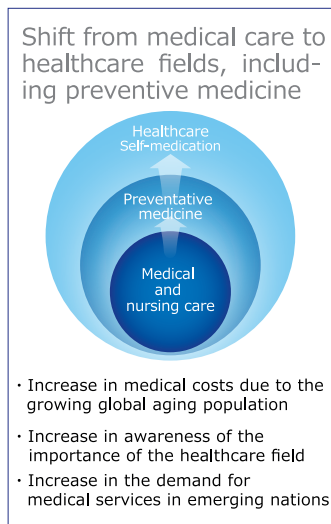 Shift from medical care to
healthcare fields, includ-
ing preventive medicine
Healthcare
Self-medication
Preventative
medicine
Medical
and
nursing care
・Increase in medical costs due to the
growing global aging population
・Increase in awareness of the
importance of the healthcare field
・Increase in the demand for
medical services in emerging nations